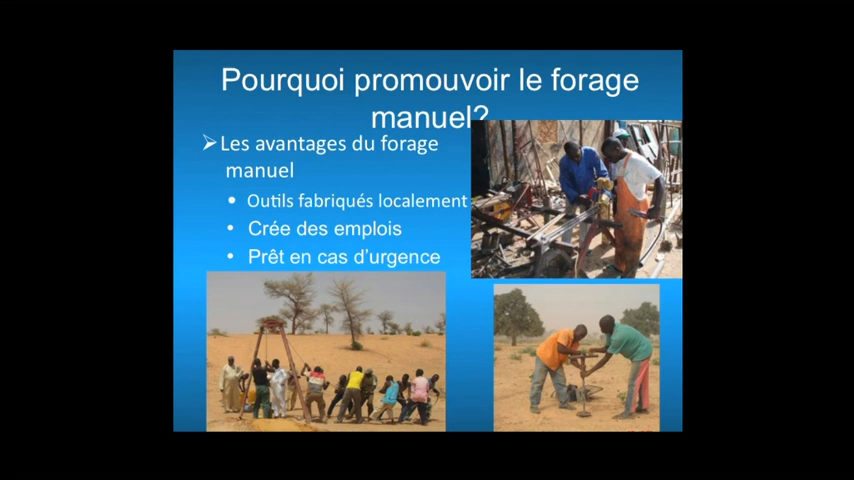 Pourquoi promouvoir le forage
manuel?
➢Les avantages du forage
manuel
• Outils fabriqués localement
• Crée des emplois
• Prêt en cas d'urgence